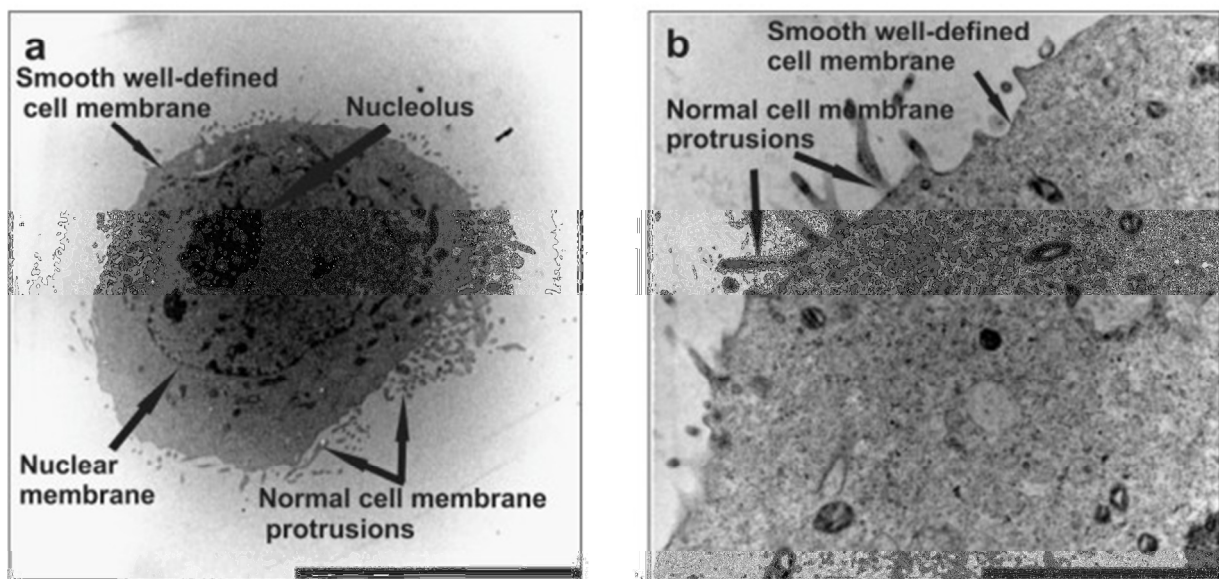 a
Smooth well-defined
cell membrane
Nucleolus
Nuclear
membrane
Normal cell membrane
protrusions
b
Smooth well-defined
cell membrane
Normal cell membrane
protrusions